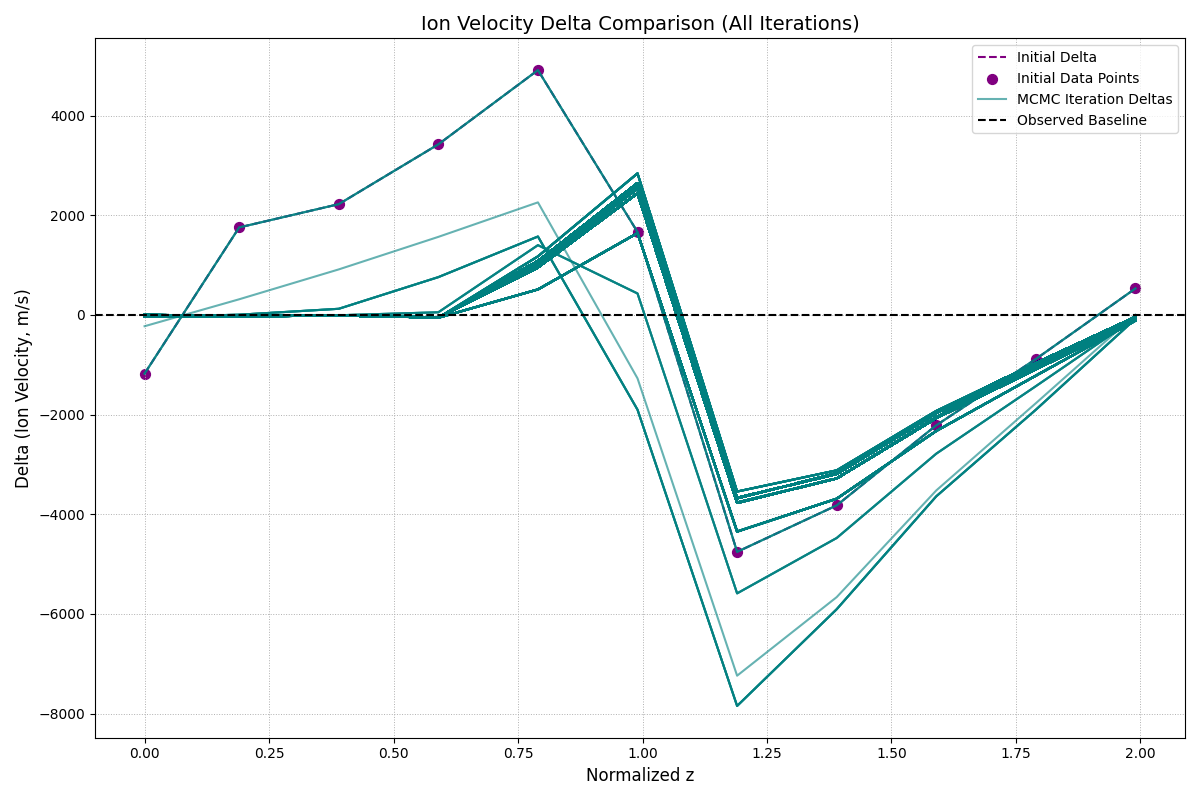 Ion Velocity Delta Comparison (All Iterations)
Initial Delta
Initial Data Points
MCMC Iteration Deltas
Observed Baseline
Delta (Ion Velocity, m/s)
4000
2000
0
−2000
−4000
−6000
−8000
0.00 0.25 0.50 0.75 1.00 1.25 1.50 1.75 2.00
Normalized z